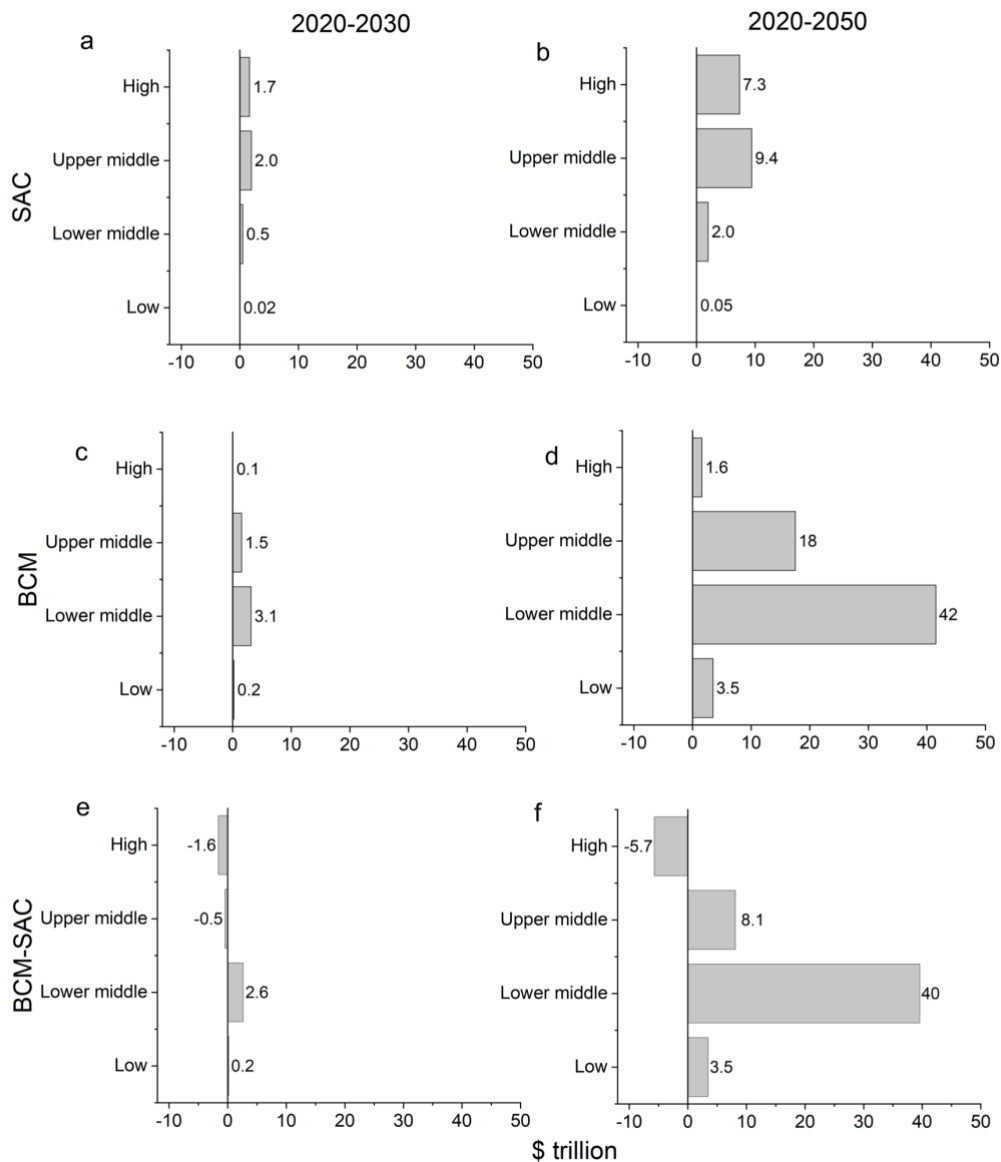 2020-2030
2020-2050
a
SAC
High
1.7
Upper middle
2.0
Lower middle
0.5
Low
0.02
-10 0 10 20 30 40 50
b
High
7.3
Upper middle
9.4
Lower middle
2.0
Low
0.05
-10 0 10 20 30 40 50
c
BCM
High
0.1
Upper middle
1.5
Lower middle
3.1
Low
0.2
-10 0 10 20 30 40 50
d
High
1.6
Upper middle
18
Lower middle
42
Low
3.5
-10 0 10 20 30 40 50
e
BCM-SAC
High
-1.6
Upper middle
-0.5
Lower middle
2.6
Low
0.2
-10 0 10 20 30 40 50
f
High
-5.7
Upper middle
8.1
Lower middle
40
Low
3.5
-10 0 10 20 30 40 50
$ trillion